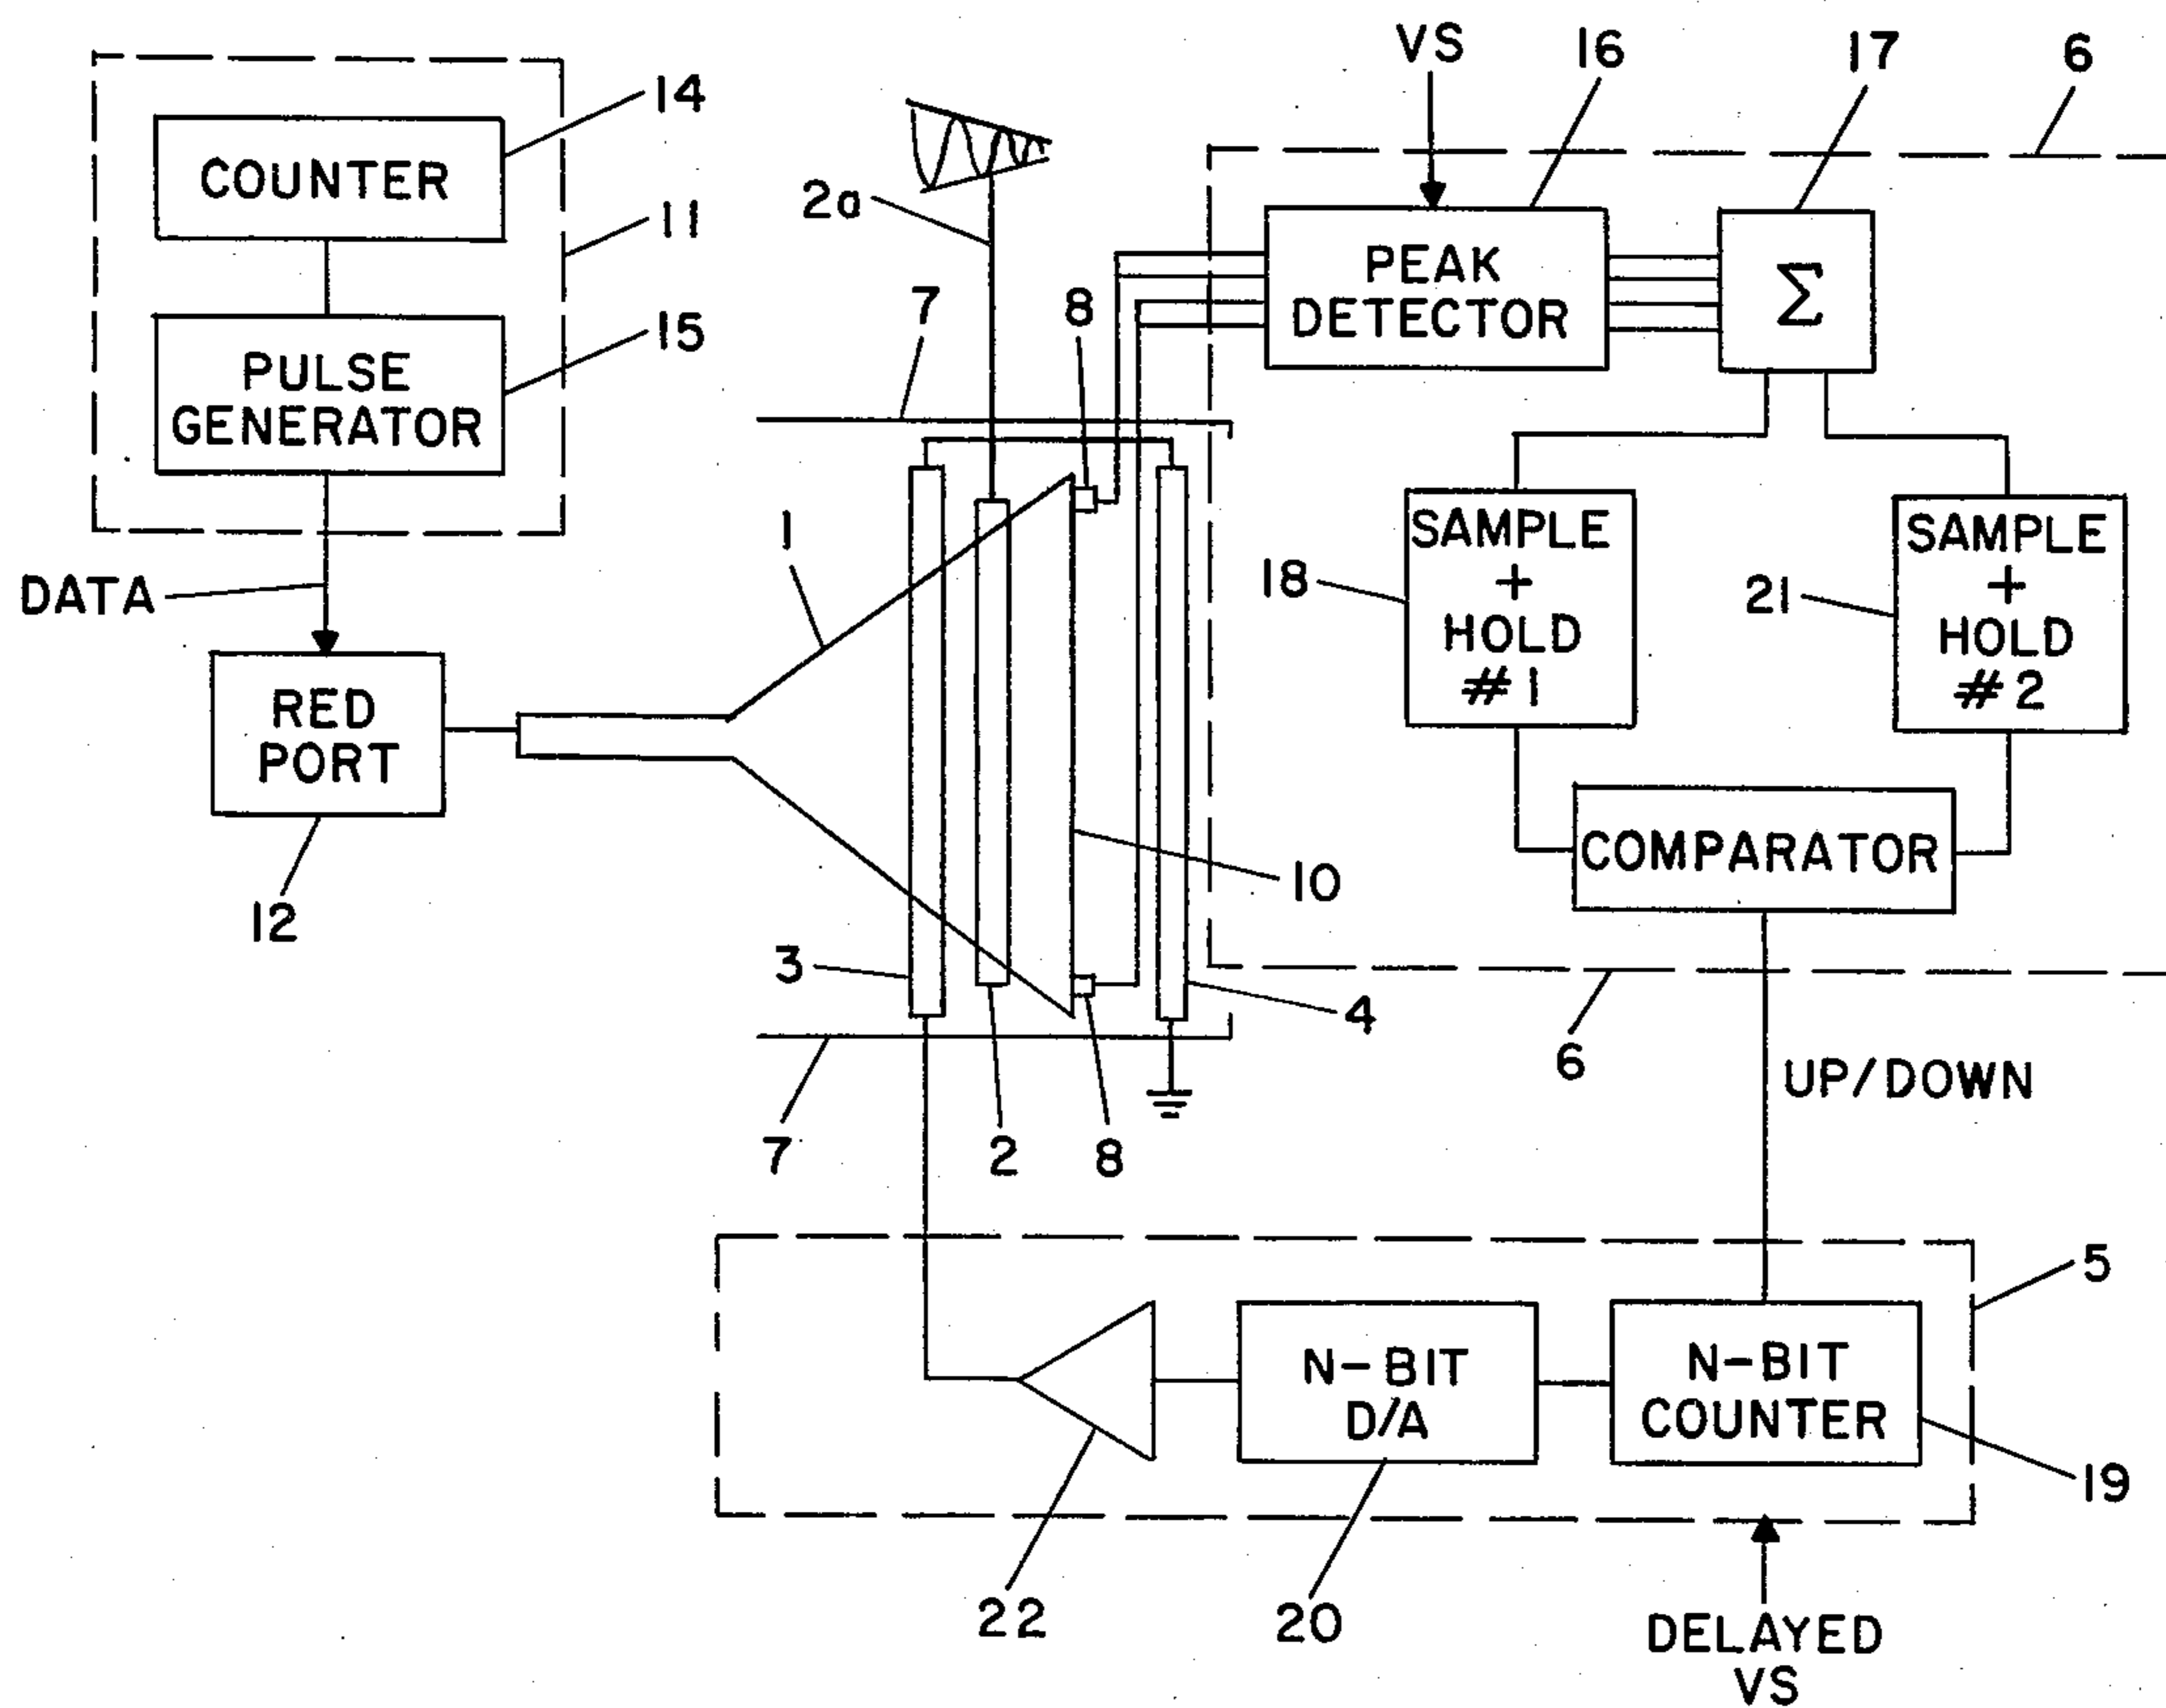 VS
16
17
6
14
COUNTER
11
2a
PEAK
DETECTOR
Σ
7
8
15
PULSE
GENERATOR
1
SAMPLE
+
HOLD
#1
18
SAMPLE
+
HOLD
#2
21
DATA
RED
PORT
12
COMPARATOR
10
3
4
6
UP/DOWN
7
2
8
5
N-BIT
D/A
N-BIT
COUNTER
19
22
20
DELAYED
VS